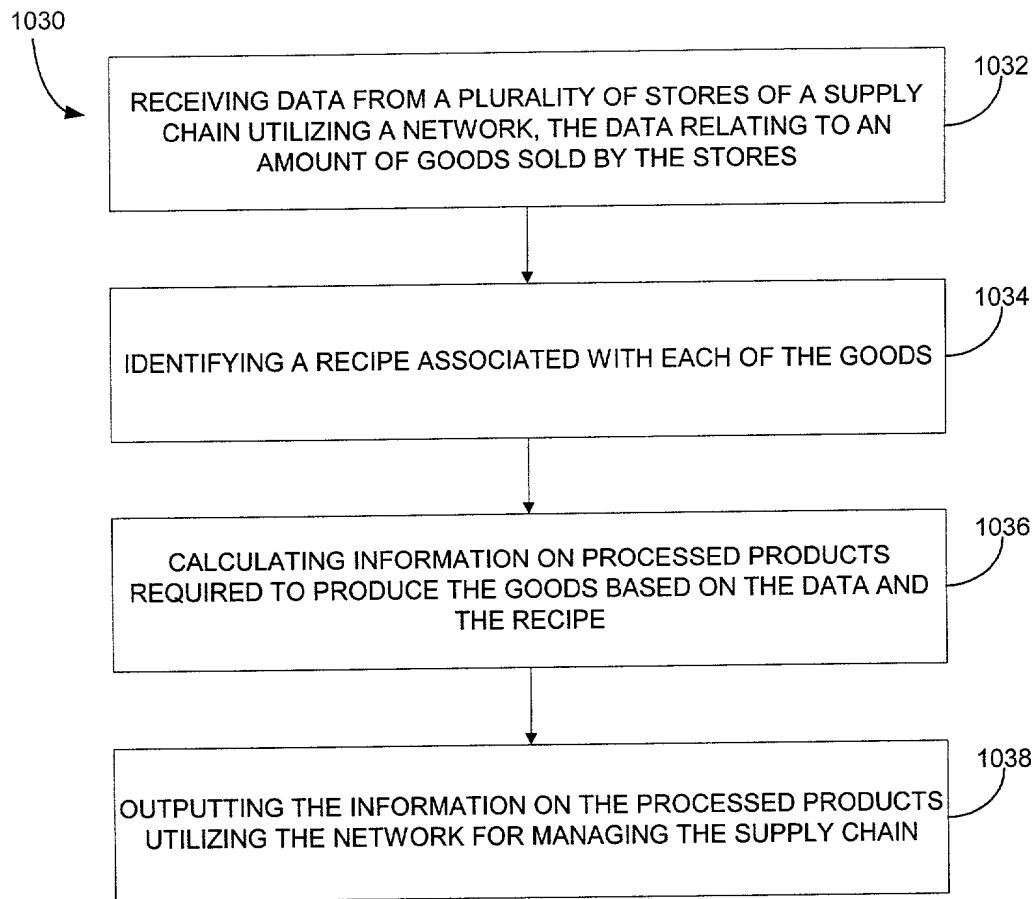 1030
1032
RECEIVING DATA FROM A PLURALITY OF STORES OF A SUPPLY
CHAIN UTILIZING A NETWORK, THE DATA RELATING TO AN
AMOUNT OF GOODS SOLD BY THE STORES
1034
IDENTIFYING A RECIPE ASSOCIATED WITH EACH OF THE GOODS
1036
CALCULATING INFORMATION ON PROCESSED PRODUCTS
REQUIRED TO PRODUCE THE GOODS BASED ON THE DATA AND
THE RECIPE
1038
OUTPUTTING THE INFORMATION ON THE PROCESSED PRODUCTS
UTILIZING THE NETWORK FOR MANAGING THE SUPPLY CHAIN